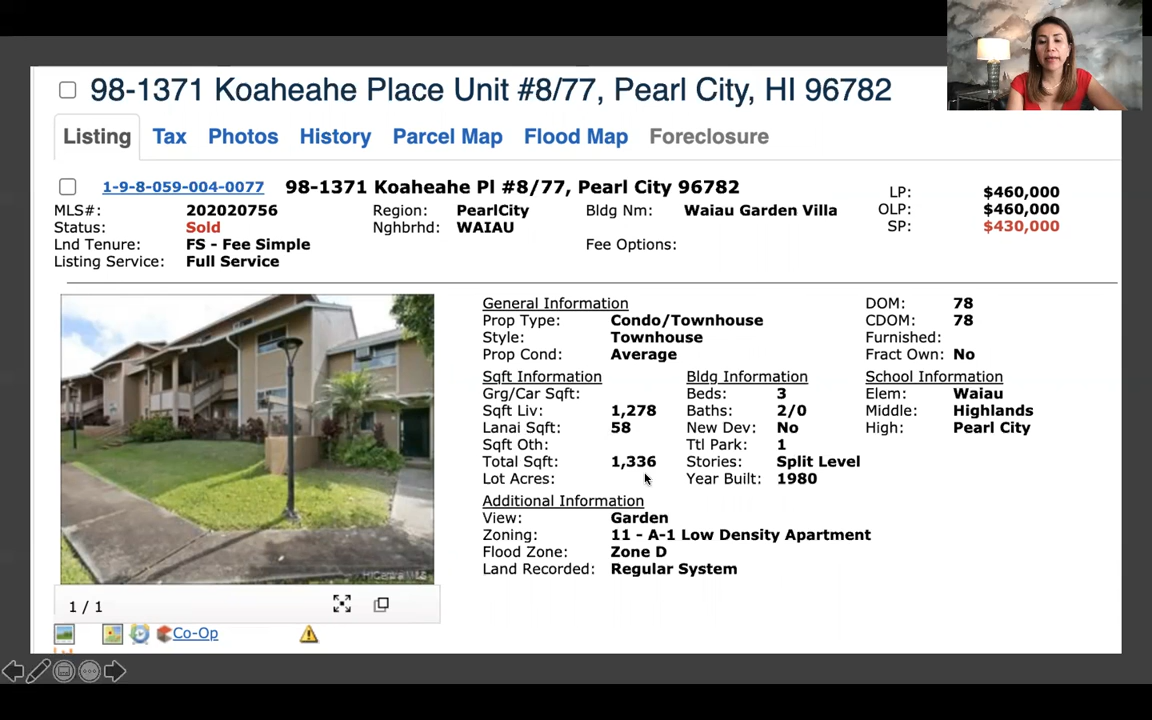 98-1371 Koaheahe Place Unit #8/77, Pearl City, HI 96782
Listing Tax Photos History Parcel Map Flood Map Foreclosure
1-9-8-059-004-0077 98-1371 Koaheahe Pl #8/77, Pearl City 96782 LP: $460,000
MLS#: 202020756 Region: PearlCity Bldg Nm: Waiau Garden Villa OLP: $460,000
Status: Sold Nghbrhd: WAIAU SP: $430,000
Lnd Tenure: FS - Fee Simple Fee Options:
Listing Service: Full Service
General Information DOM: 78
Prop Type: Condo/Townhouse CDOM: 78
Style: Townhouse Furnished:
Prop Cond: Average Fract Own: No
Sqft Information Bldg Information School Information
Grg/Car Sqft: Beds: 3 Elem: Waiau
Sqft Liv: 1,278 Baths: 2/0 Middle: Highlands
Lanai Sqft: 58 New Dev: No High: Pearl City
Sqft Oth: Ttl Park: 1
Total Sqft: 1,336 Stories: Split Level
Lot Acres: Year Built: 1980
Additional Information
View: Garden
Zoning: 11 - A-1 Low Density Apartment
Flood Zone: Zone D
Land Recorded: Regular System
1 / 1
Co-Op